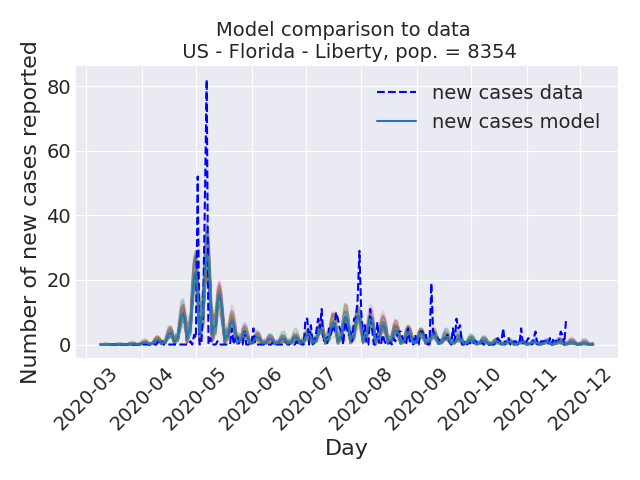 Model comparison to data
US - Florida - Liberty, pop. = 8354
Number of new cases reported
80
60
40
20
0
new cases data
new cases model
2020-03
2020-04
2020-05
2020-06
2020-07
2020-08
2020-09
2020-10
2020-11
2020-12
Day